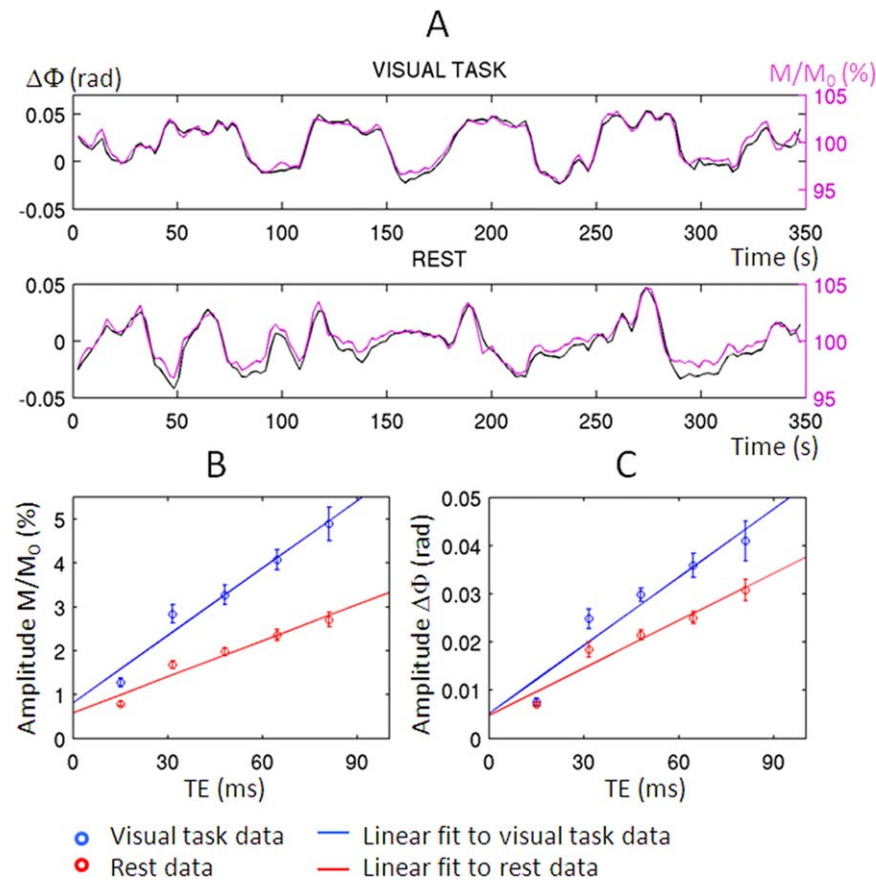 A
ΔΦ (rad) VISUAL TASK M/M₀ (%)
0.05 105
0 100
-0.05 95
0 50 100 150 200 250 300 350
REST Time (s)
0.05 105
0 100
-0.05 95
0 50 100 150 200 250 300 350
Time (s)
B C
Amplitude M/M₀ (%)
5
4
3
2
1
0
0 30 60 90
TE (ms)
Amplitude ΔΦ (rad)
0.05
0.04
0.03
0.02
0.01
0
0 30 60 90
TE (ms)
Visual task data Linear fit to visual task data
Rest data Linear fit to rest data